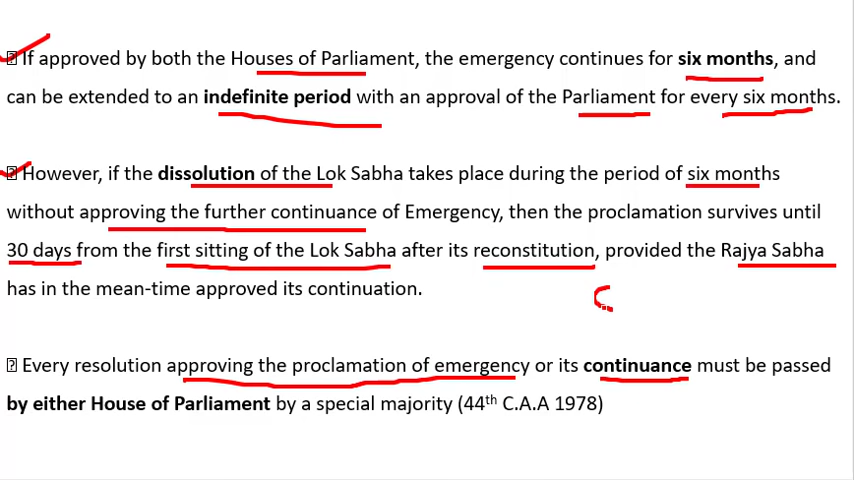 If approved by both the Houses of Parliament, the emergency continues for six months, and
can be extended to an indefinite period with an approval of the Parliament for every six months.
However, if the dissolution of the Lok Sabha takes place during the period of six months
without approving the further continuance of Emergency, then the proclamation survives until
30 days from the first sitting of the Lok Sabha after its reconstitution, provided the Rajya Sabha
has in the mean-time approved its continuation.
Every resolution approving the proclamation of emergency or its continuance must be passed
by either House of Parliament by a special majority (44th C.A.A 1978)